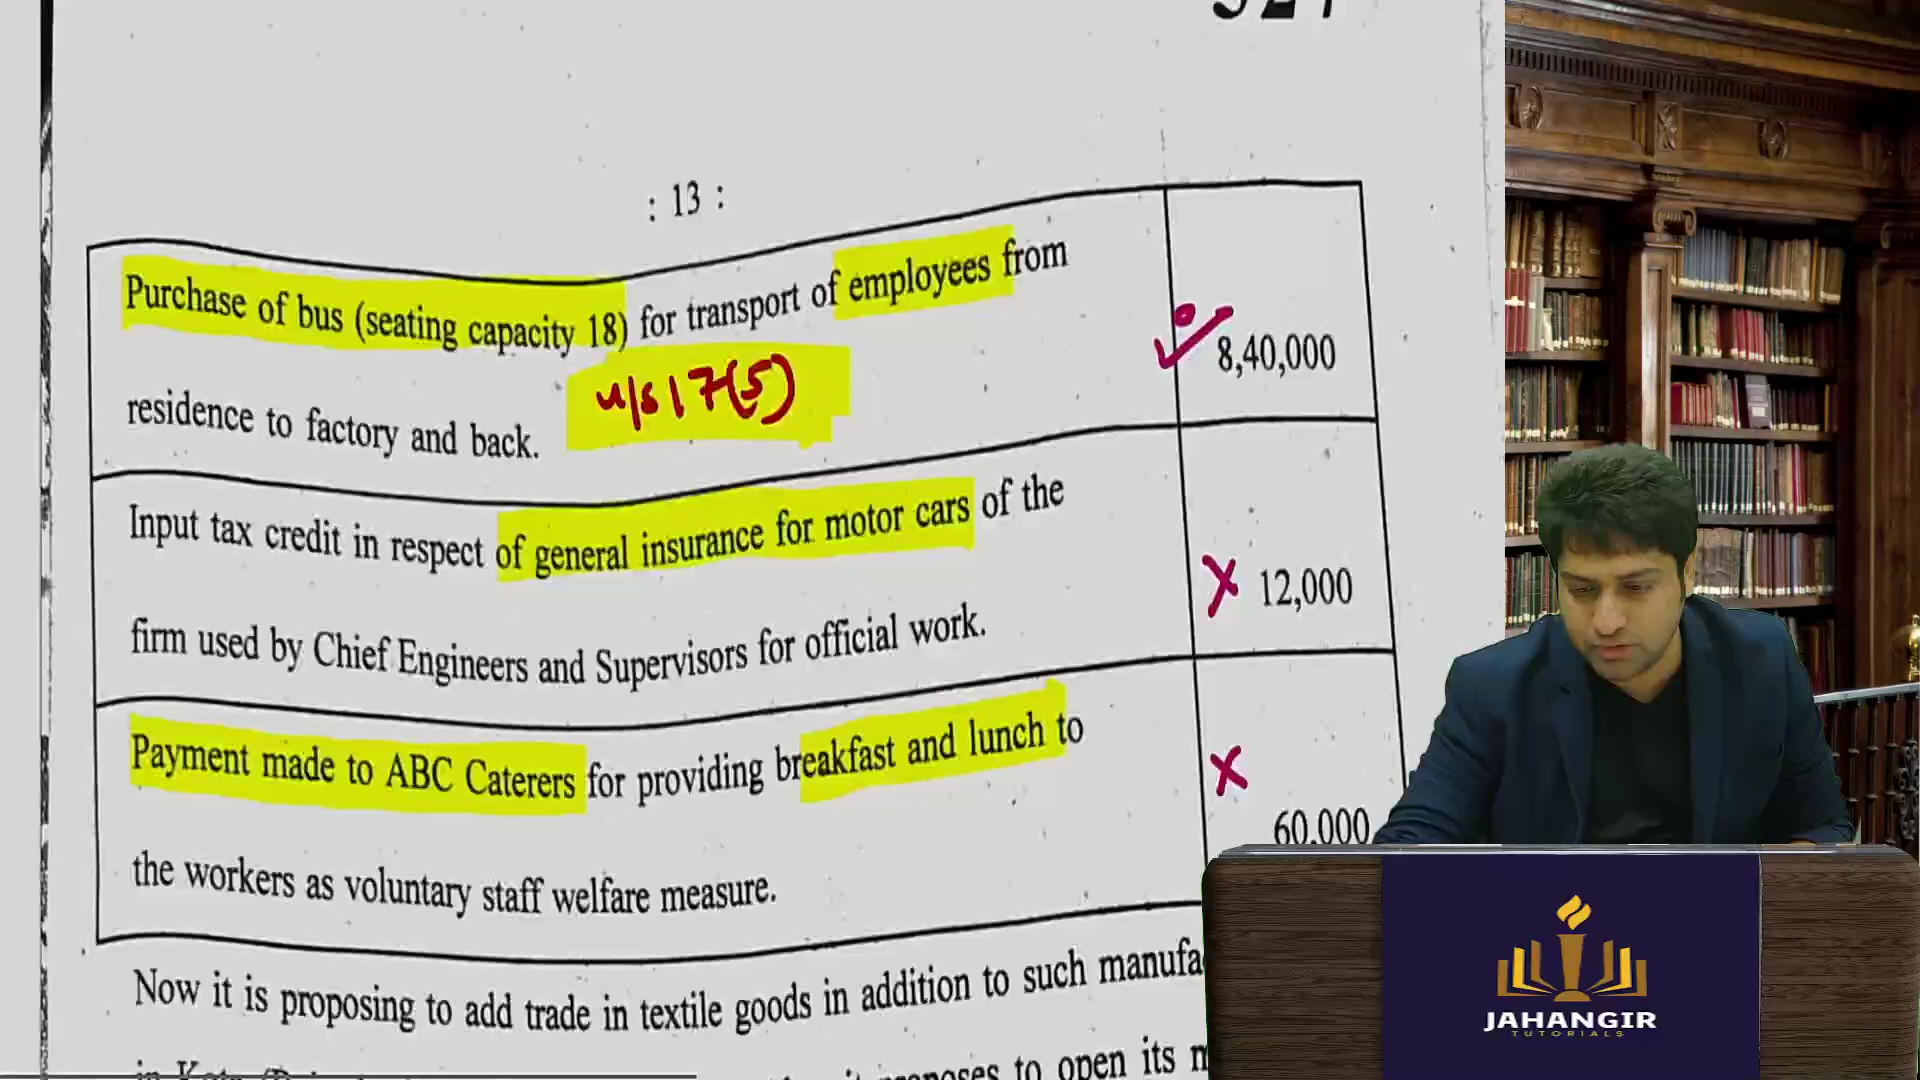 : 13 :
Purchase of bus (seating capacity 18) for transport of employees from
residence to factory and back. u/s 17(5)
8,40,000
Input tax credit in respect of general insurance for motor cars of the
firm used by Chief Engineers and Supervisors for official work.
12,000
Payment made to ABC Caterers for providing breakfast and lunch to
the workers as voluntary staff welfare measure.
60,000
Now it is proposing to add trade in textile goods in addition to such
to open its
JAHANGIR
TUTORIALS